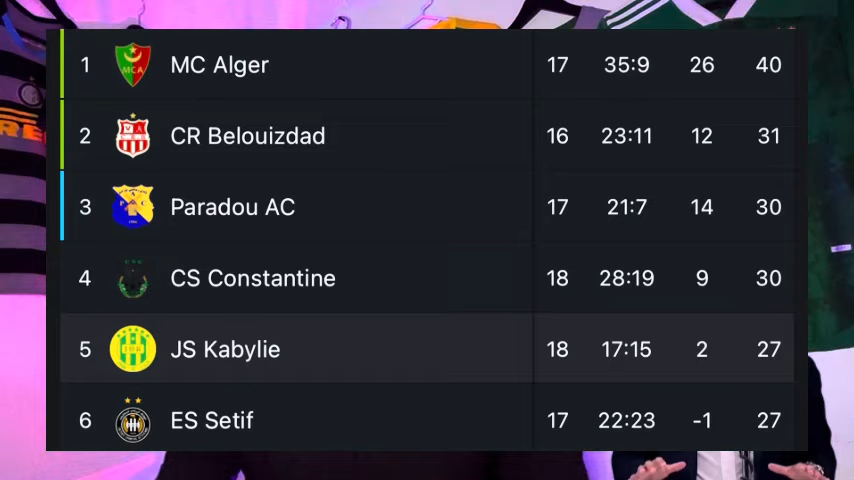 1 MC Alger 17 35:9 26 40
2 CR Belouizdad 16 23:11 12 31
3 Paradou AC 17 21:7 14 30
4 CS Constantine 18 28:19 9 30
5 JS Kabylie 18 17:15 2 27
6 ES Setif 17 22:23 -1 27
MCA